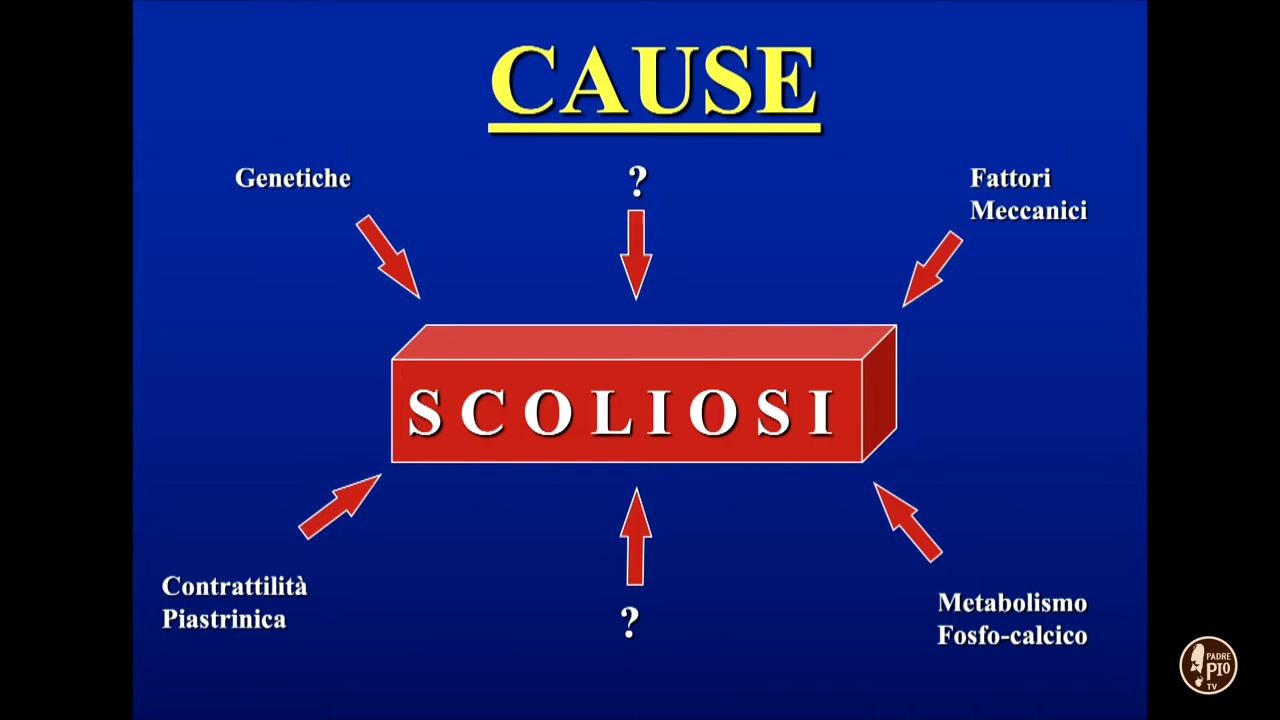 CAUSE
Genetiche
?
Fattori
Meccanici
SCOLIOSI
Contrattilità
Piastrinica
?
Metabolismo
Fosfo-calcico
PADRE
PIO
TV